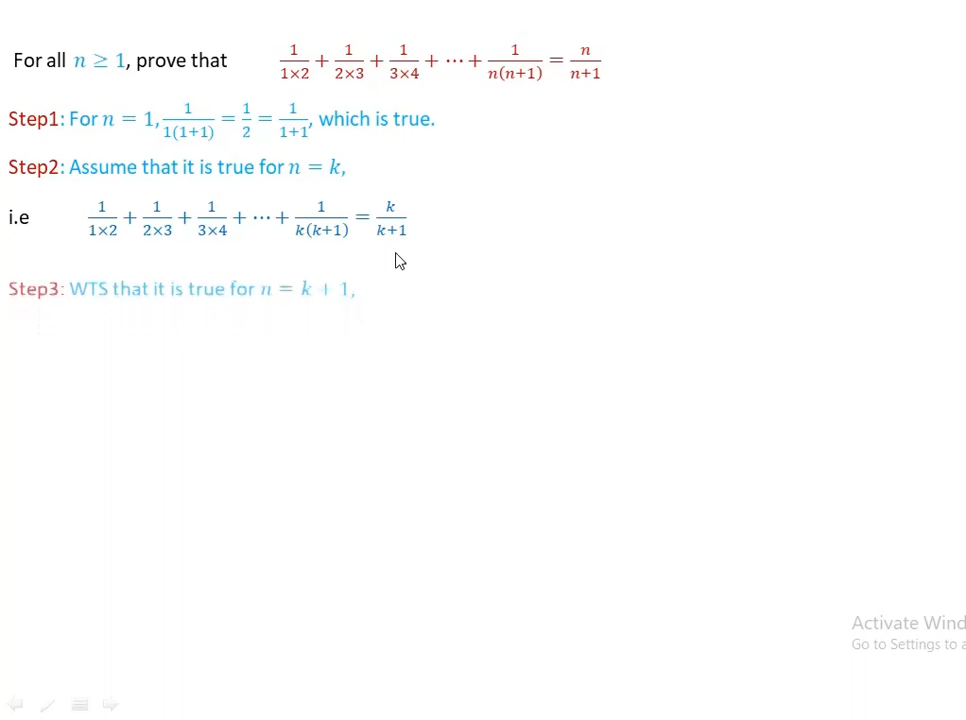 For all n ≥ 1, prove that 1/(1×2) + 1/(2×3) + 1/(3×4) + ⋯ + 1/(n(n+1)) = n/(n+1)
Step1: For n = 1, 1/(1(1+1)) = 1/2 = 1/(1+1), which is true.
Step2: Assume that it is true for n = k,
i.e 1/(1×2) + 1/(2×3) + 1/(3×4) + ⋯ + 1/(k(k+1)) = k/(k+1)
Step3: WTS that it is true for n = k + 1,
Activate Wind
Go to Settings to a